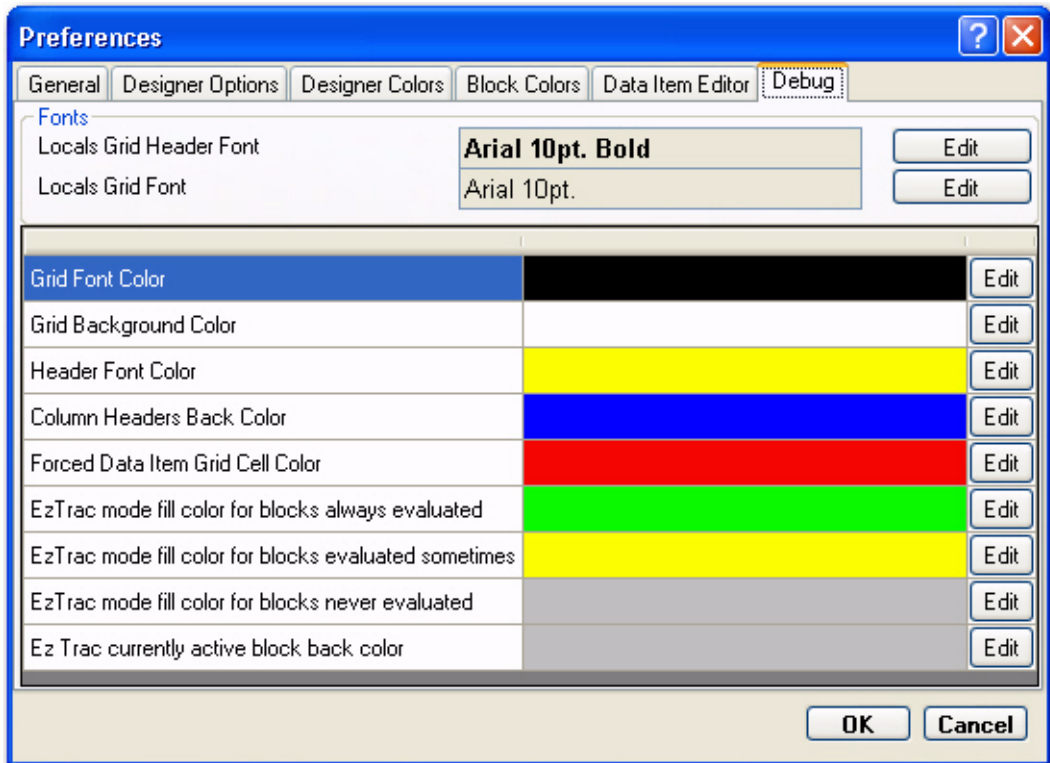 Preferences
?
General Designer Options Designer Colors Block Colors Data Item Editor Debug
Fonts
Locals Grid Header Font Arial 10pt. Bold Edit
Locals Grid Font Arial 10pt. Edit
Grid Font Color Edit
Grid Background Color Edit
Header Font Color Edit
Column Headers Back Color Edit
Forced Data Item Grid Cell Color Edit
EzTrac mode fill color for blocks always evaluated Edit
EzTrac mode fill color for blocks evaluated sometimes Edit
EzTrac mode fill color for blocks never evaluated Edit
Ez Trac currently active block back color Edit
OK Cancel